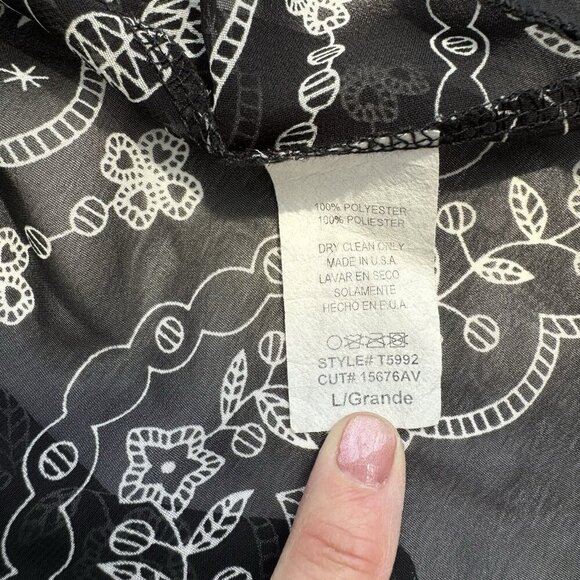 100% POLYESTER
100% POLYESTER
DRY CLEAN ONLY
MADE IN U.S.A
LAVAR EN SECO
SOLAMENTE
HECHO EN E.U.A
STYLE# T5992
CUT# 15676AV
L/Grande